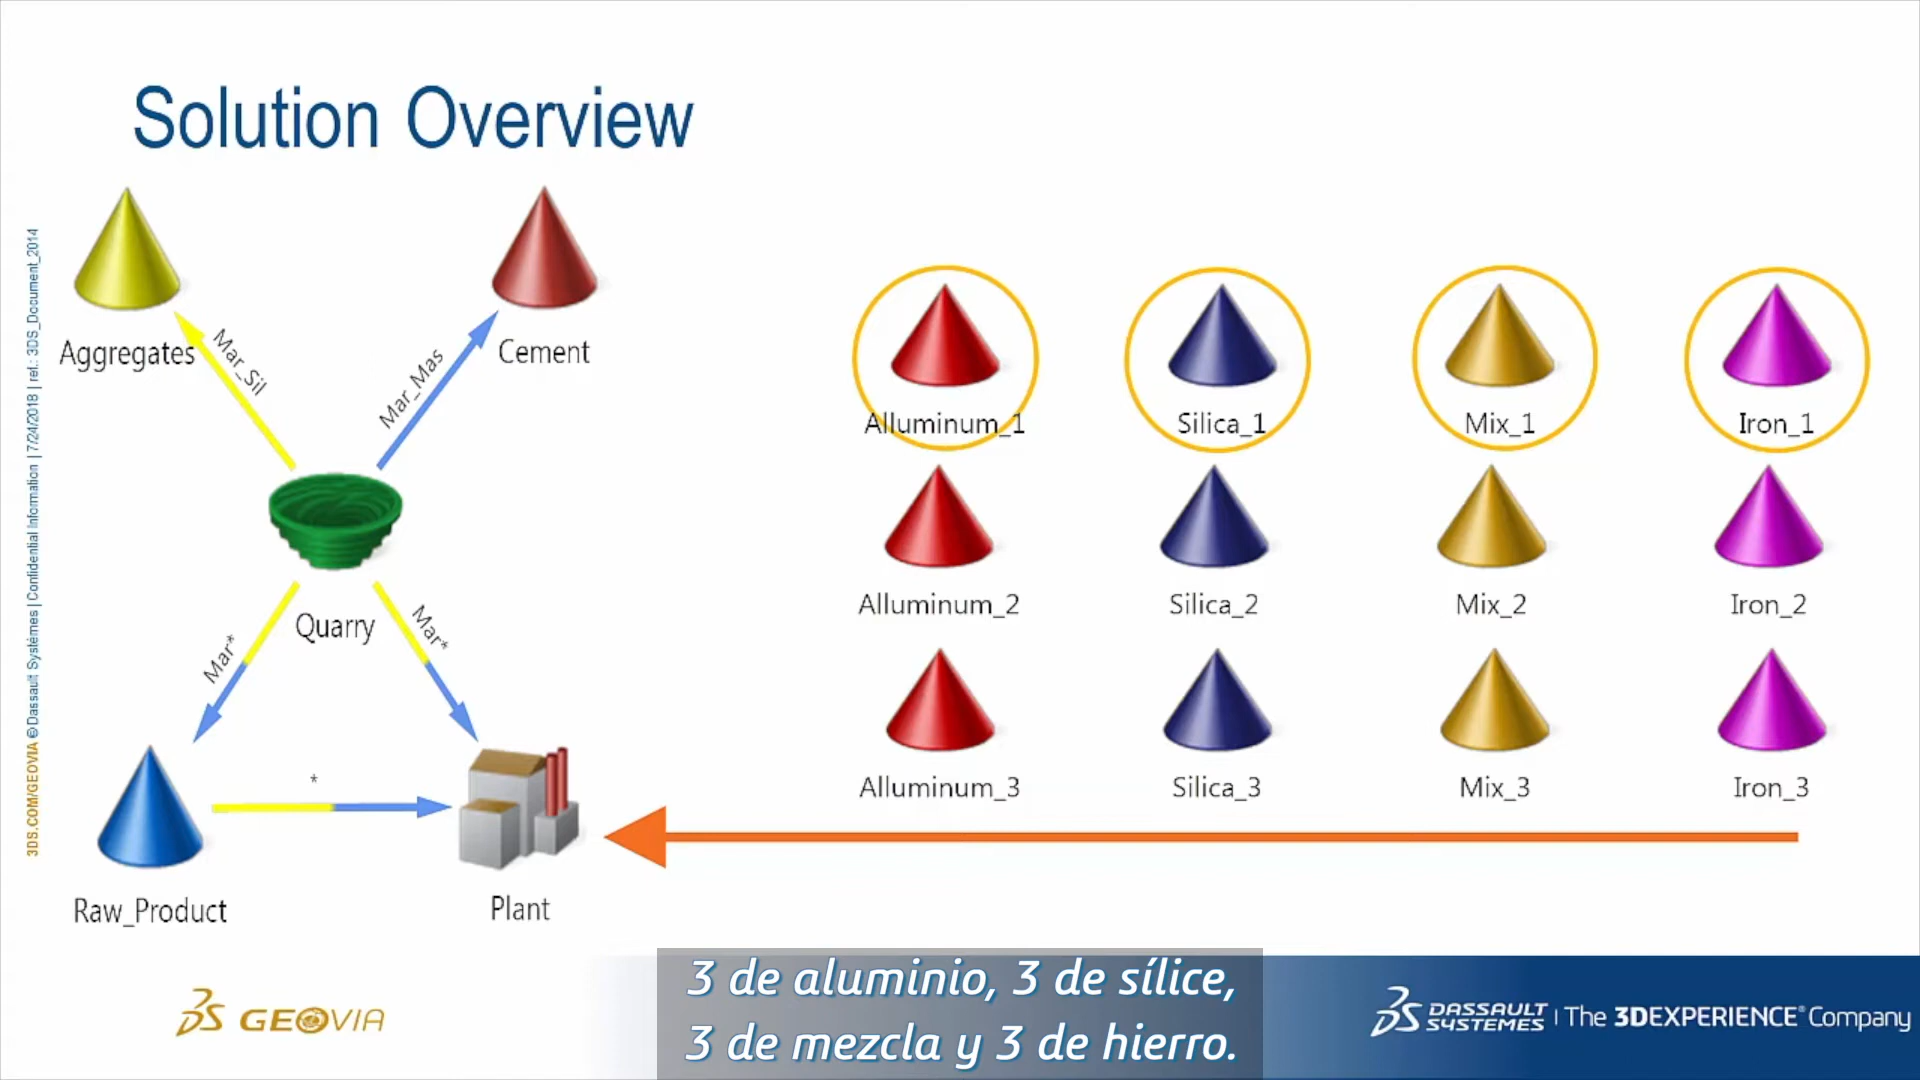 Solution Overview
3DS.COM/GEOVIA © Dassault Systèmes | Confidential Information | 7/24/2018 | ref.: 3DS_Document_2014
Aggregates
Cement
Mar_Sil
Mar_Mas
Quarry
Mar*
Mar*
*
Raw_Product
Plant
Alluminum_1
Silica_1
Mix_1
Iron_1
Alluminum_2
Silica_2
Mix_2
Iron_2
Alluminum_3
Silica_3
Mix_3
Iron_3
3 de aluminio, 3 de sílice,
3 de mezcla y 3 de hierro.
3DS GEOVIA
3DS DASSAULT SYSTEMES | The 3DEXPERIENCE® Company